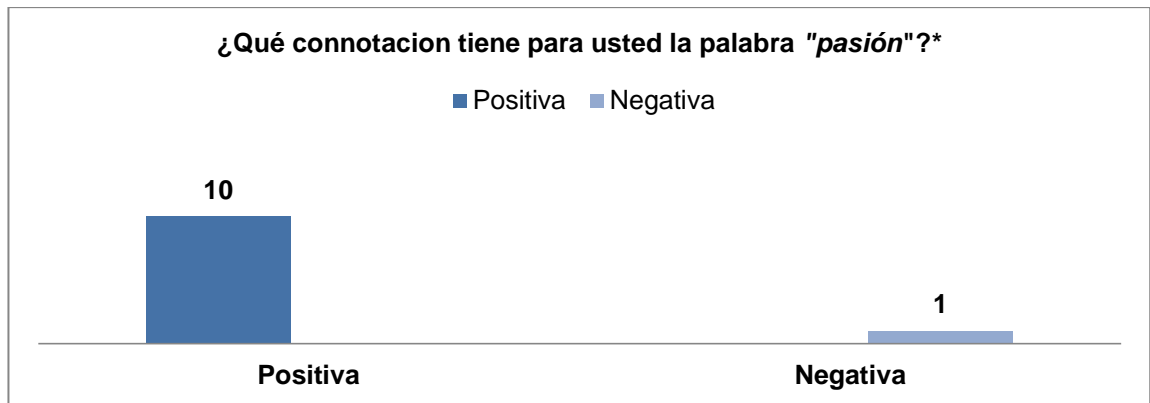 ¿Qué connotacion tiene para usted la palabra "pasión"?*
Positiva Negativa
10
1
Positiva Negativa